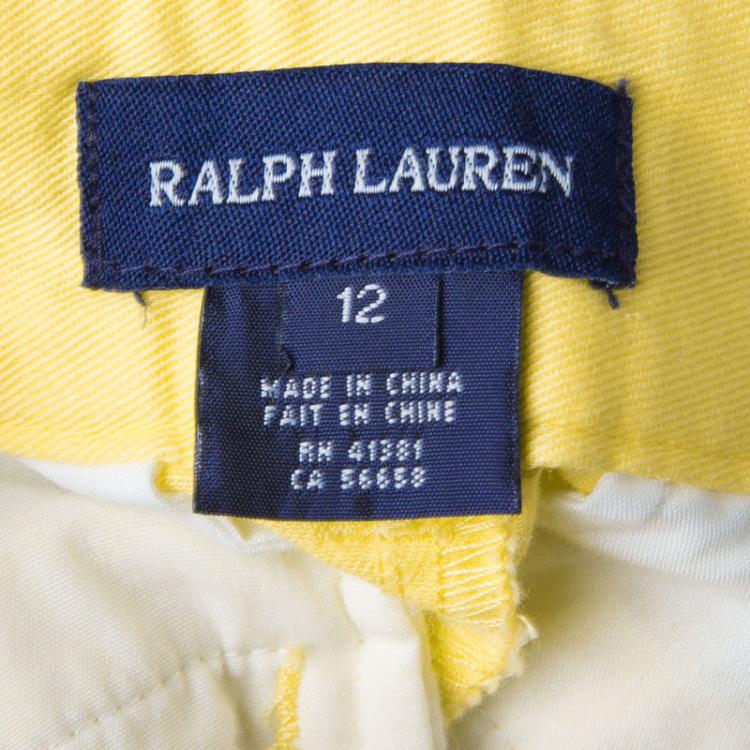 RALPH LAUREN
12
MADE IN CHINA
FAIT EN CHINE
RN 41381
CA 56658